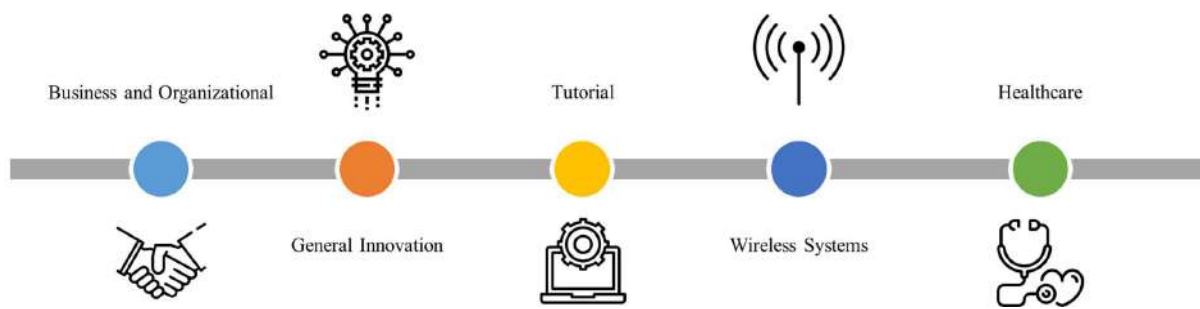 Business and Organizational
General Innovation
Tutorial
Wireless Systems
Healthcare